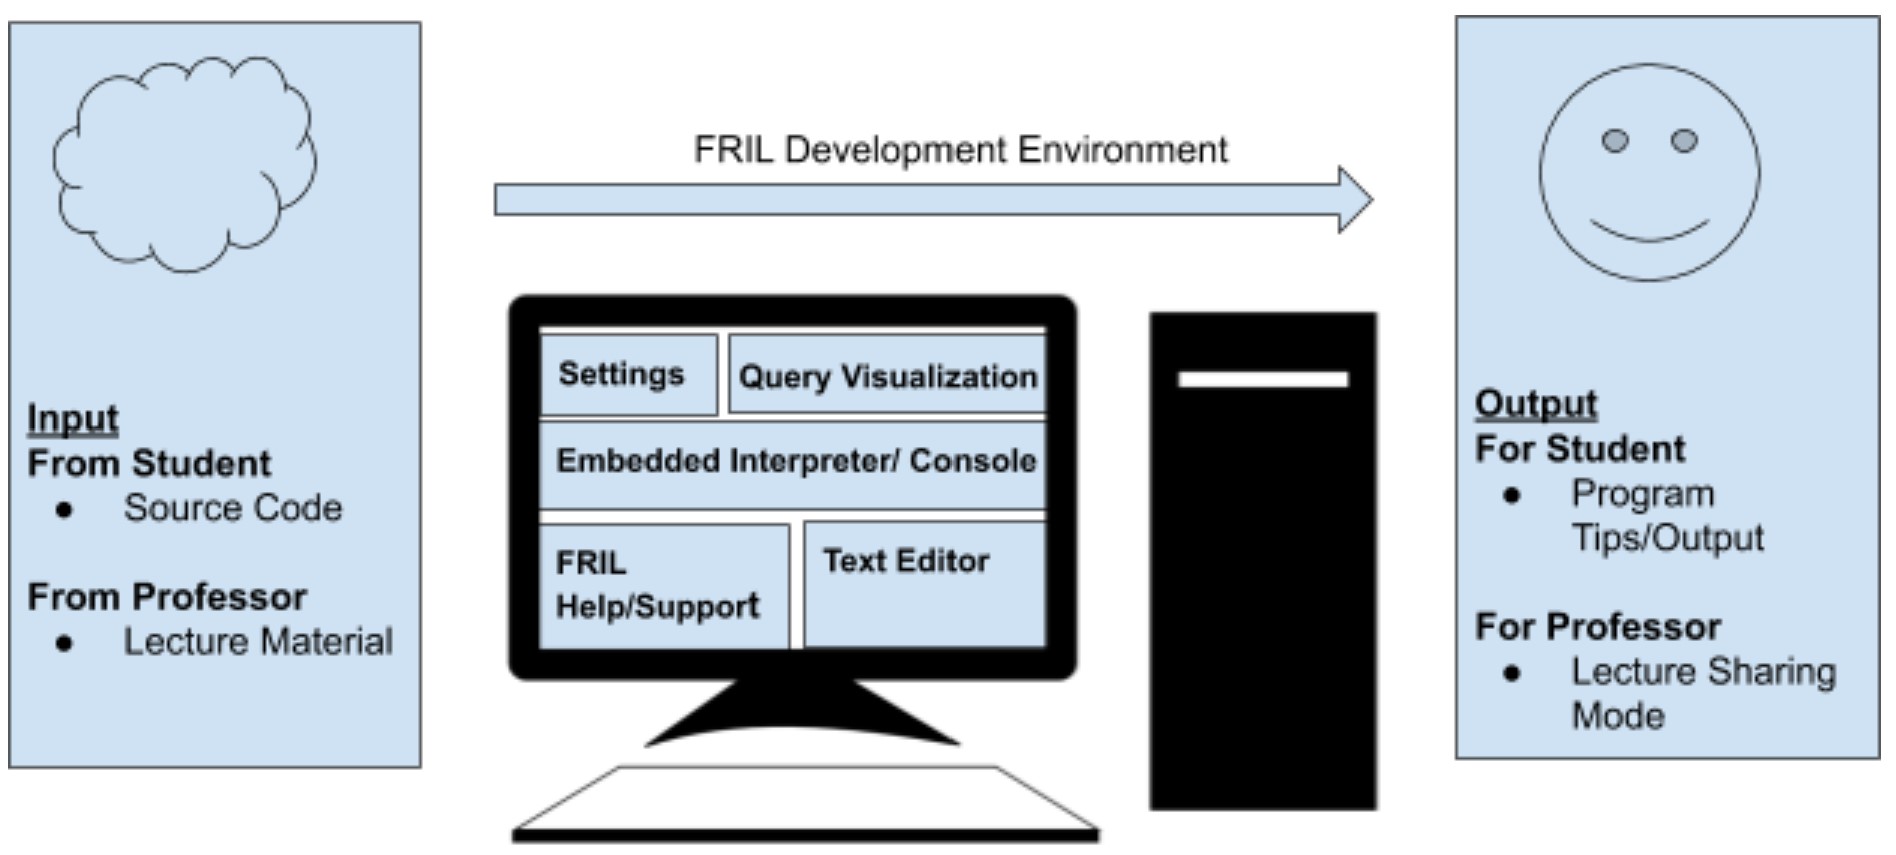 Input
From Student
● Source Code
From Professor
● Lecture Material
FRIL Development Environment
Settings
Query Visualization
Embedded Interpreter/ Console
FRIL
Help/Support
Text Editor
Output
For Student
● Program
Tips/Output
For Professor
● Lecture Sharing
Mode